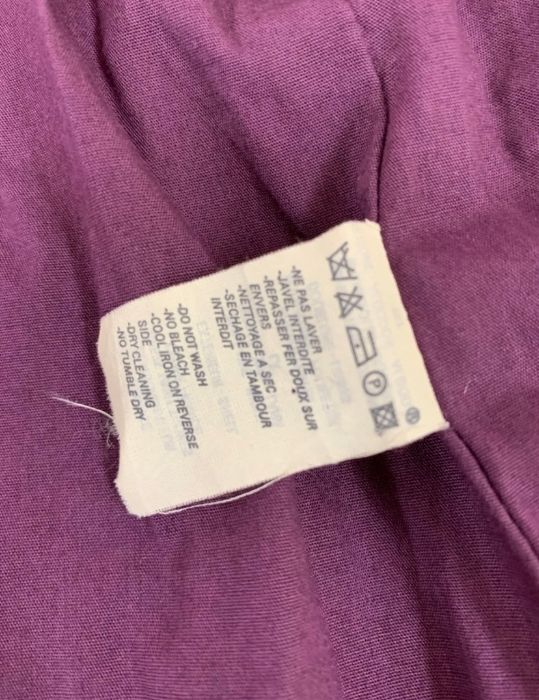 -NE PAS LAVER
-JAVEL INTERDITE
-REPASSER FER DOUX SUR
ENVERS
-NETTOYAGE A SEC
-SECHAGE EN TAMBOUR
INTERDIT
-DO NOT WASH
-NO BLEACH
-COOL IRON ON REVERSE
SIDE
-DRY CLEANING
-NO TUMBLE DRY
P
®